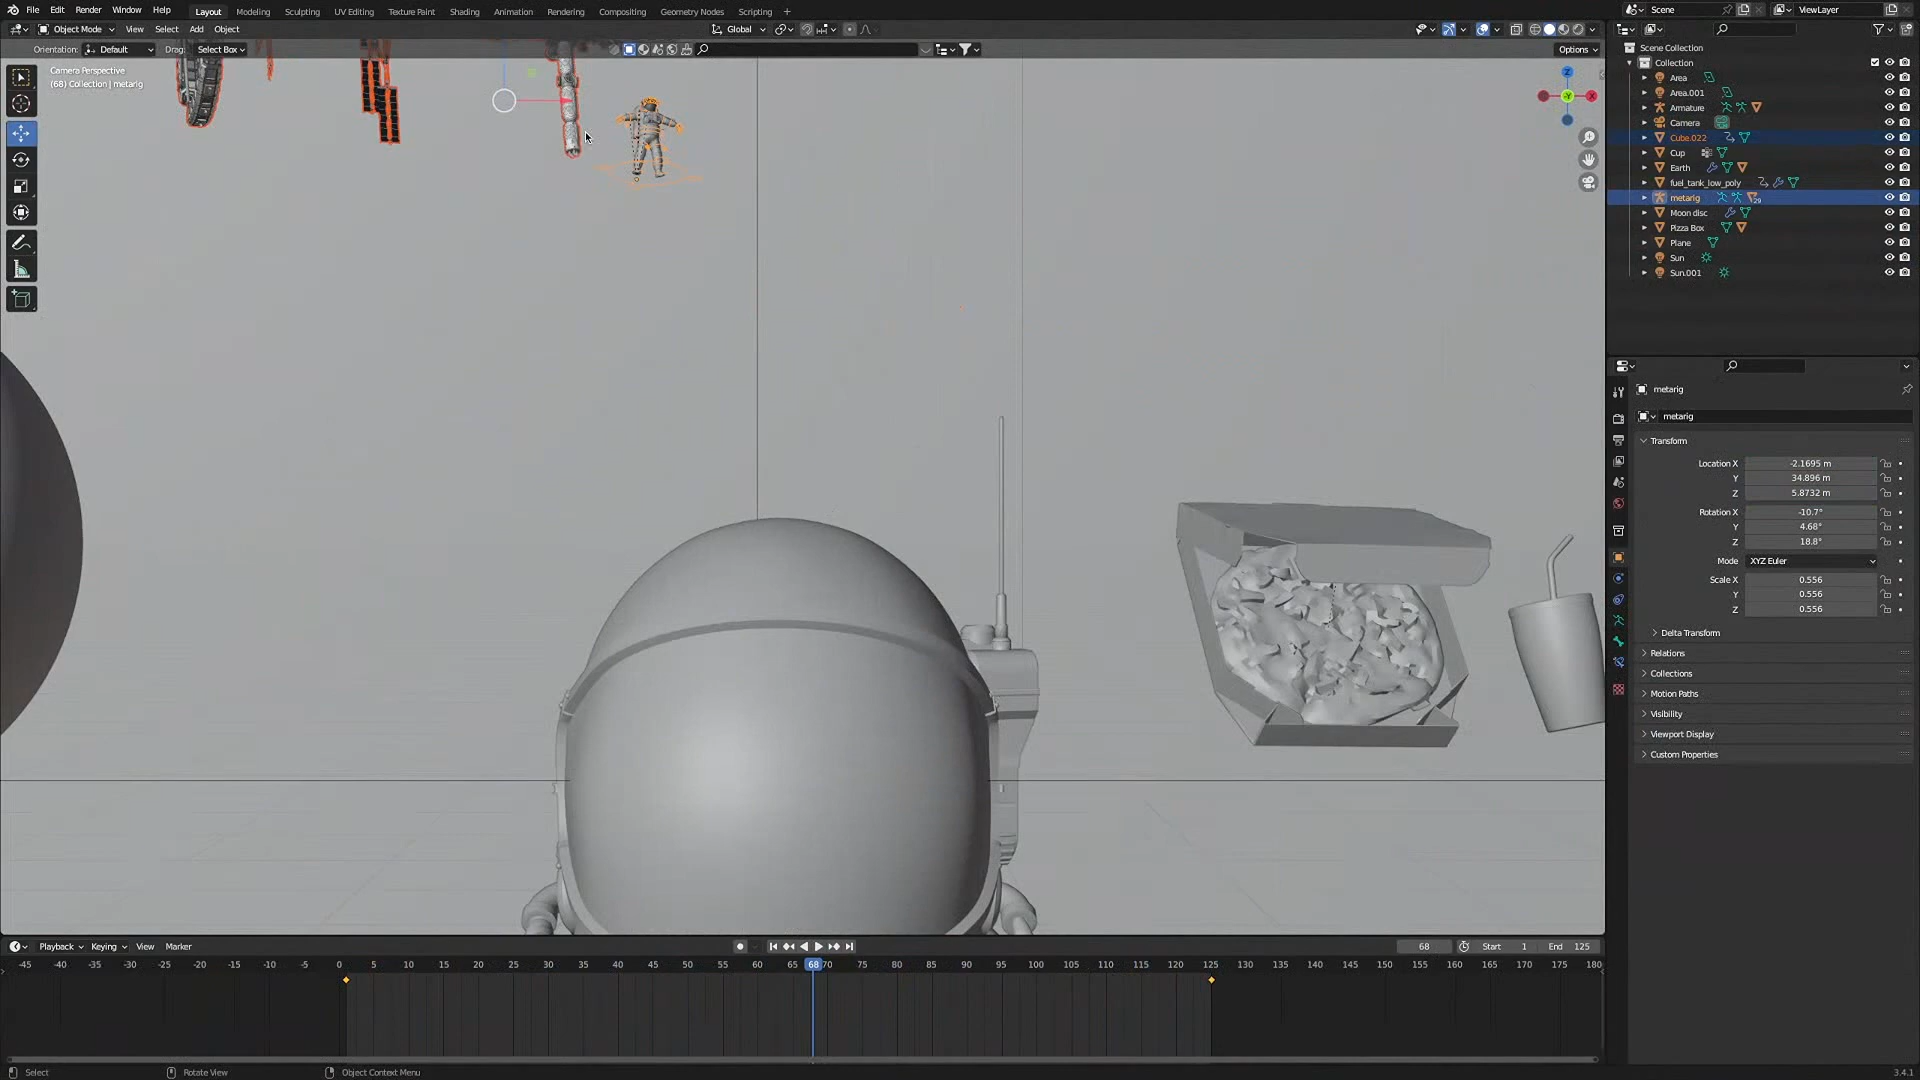 File Edit Render Window Help Layout Modeling Sculpting UV Editing Texture Paint Shading Animation Rendering Compositing Geometry Nodes Scripting + Scene ViewLayer
Object Mode View Select Add Object Global
Orientation: Default Drag: Select Box Options
Camera Perspective
(68) Collection | metarig
Scene Collection
Collection
Area
Area.001
Armature
Camera
Cube.022
Cup
Earth
fuel_tank_low_poly
metarig 29
Moon disc
Pizza Box
Plane
Sun
Sun.001
Z
X
Y
metarig
metarig
Transform
Location X -2.1695 m
Y 34.896 m
Z 5.8732 m
Rotation X -10.7°
Y 4.68°
Z 18.8°
Mode XYZ Euler
Scale X 0.556
Y 0.556
Z 0.556
Delta Transform
Relations
Collections
Motion Paths
Visibility
Viewport Display
Custom Properties
Playback Keying View Marker 68 Start 1 End 125
-45 -40 -35 -30 -25 -20 -15 -10 -5 0 5 10 15 20 25 30 35 40 45 50 55 60 65 68 70 75 80 85 90 95 100 105 110 115 120 125 130 135 140 145 150 155 160 165 170 175 180
Select Rotate View Object Context Menu 3.4.1